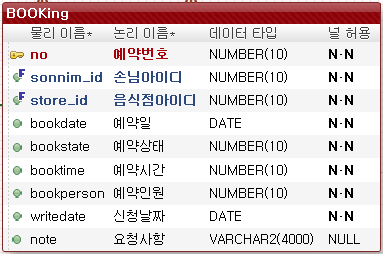 BOOKing
물리 이름* 논리 이름* 데이터 타입 널 허용
no 예약번호 NUMBER(10) N·N
F sonnim_id 손님아이디 NUMBER(10) N·N
F store_id 음식점아이디 NUMBER(10) N·N
bookdate 예약일 DATE N·N
bookstate 예약상태 NUMBER(10) N·N
booktime 예약시간 NUMBER(10) N·N
bookperson 예약인원 NUMBER(10) N·N
writedate 신청날짜 DATE N·N
note 요청사항 VARCHAR2(4000) NULL